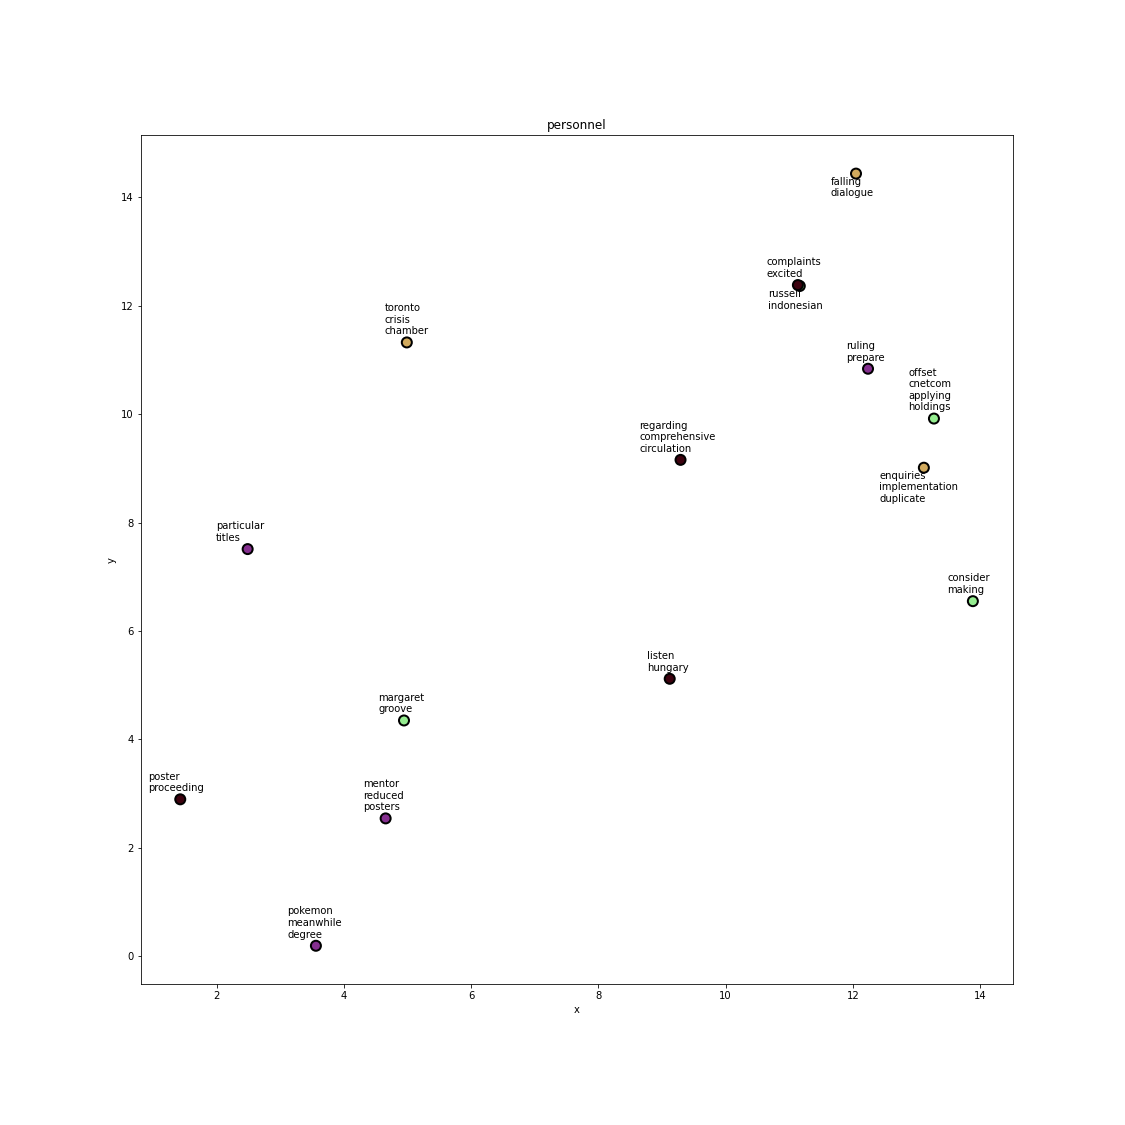 personnel
falling
dialogue
complaints
excited
russell
indonesian
toronto
crisis
chamber
ruling
prepare
offset
cnetcom
applying
holdings
regarding
comprehensive
circulation
enquiries
implementation
duplicate
particular
titles
consider
making
listen
hungary
margaret
groove
poster
proceeding
mentor
reduced
posters
pokemon
meanwhile
degree
14
12
10
8
6
4
2
0
y
2
4
6
8
10
12
14
x